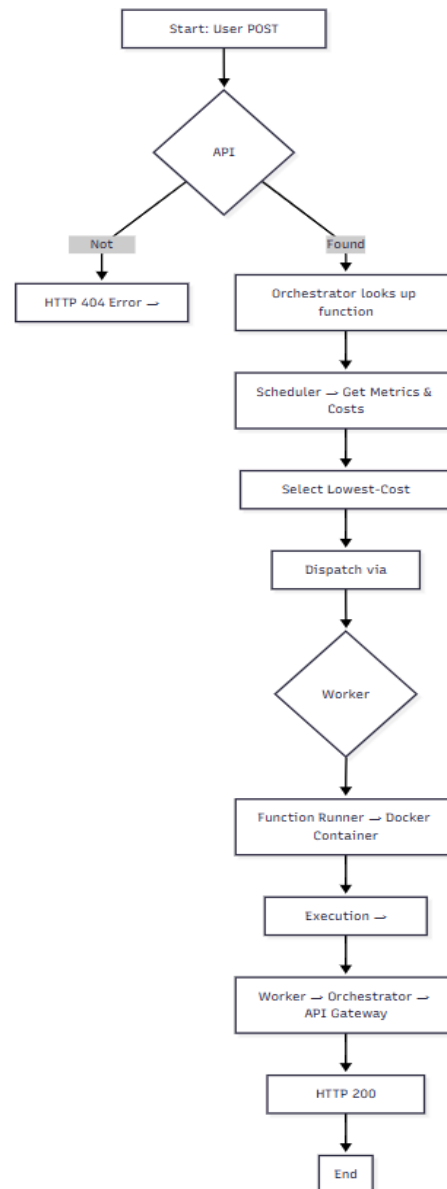 Start: User POST
API
Not
Found
HTTP 404 Error →
Orchestrator looks up
function
Scheduler → Get Metrics &
Costs
Select Lowest-Cost
Dispatch via
Worker
Function Runner → Docker
Container
Execution →
Worker → Orchestrator →
API Gateway
HTTP 200
End